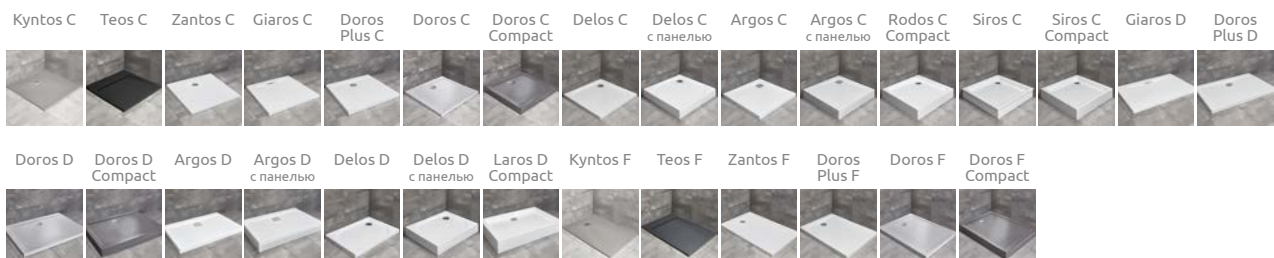 Kyntos C
Teos C
Zantos C
Giaros C
Doros
Plus C
Doros C
Doros C
Compact
Delos C
Delos C
с панелью
Argos C
Argos C
с панелью
Rodos C
Compact
Siros C
Siros C
Compact
Giaros D
Doros
Plus D
Doros D
Doros D
Compact
Argos D
Argos D
с панелью
Delos D
Delos D
с панелью
Laros D
Compact
Kyntos F
Teos F
Zantos F
Doros
Plus F
Doros F
Doros F
Compact